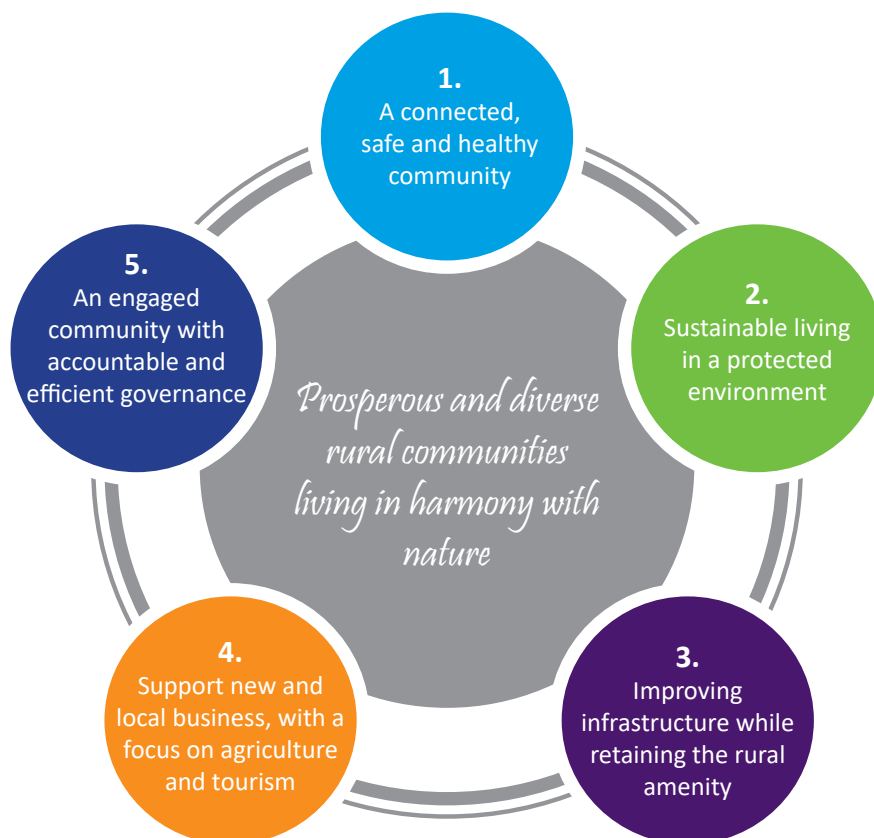 1.
A connected,
safe and healthy
community
2.
Sustainable living
in a protected
environment
3.
Improving
infrastructure while
retaining the rural
amenity
4.
Support new and
local business, with a
focus on agriculture
and tourism
5.
An engaged
community with
accountable and
efficient governance
Prosperous and diverse
rural communities
living in harmony with
nature